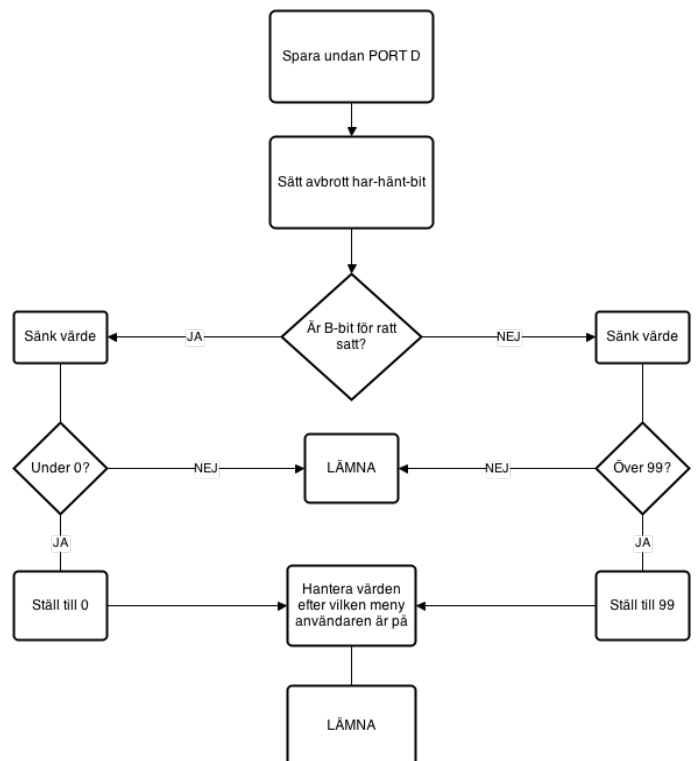 Spara undan PORT D
Sätt avbrott har-hänt-bit
Är B-bit för ratt
satt?
Sänk värde
JA
NEJ
Sänk värde
Under 0?
NEJ
LÄMNA
NEJ
Över 99?
JA
JA
Ställ till 0
Hantera värden
efter vilken meny
användaren är på
Ställ till 99
LÄMNA